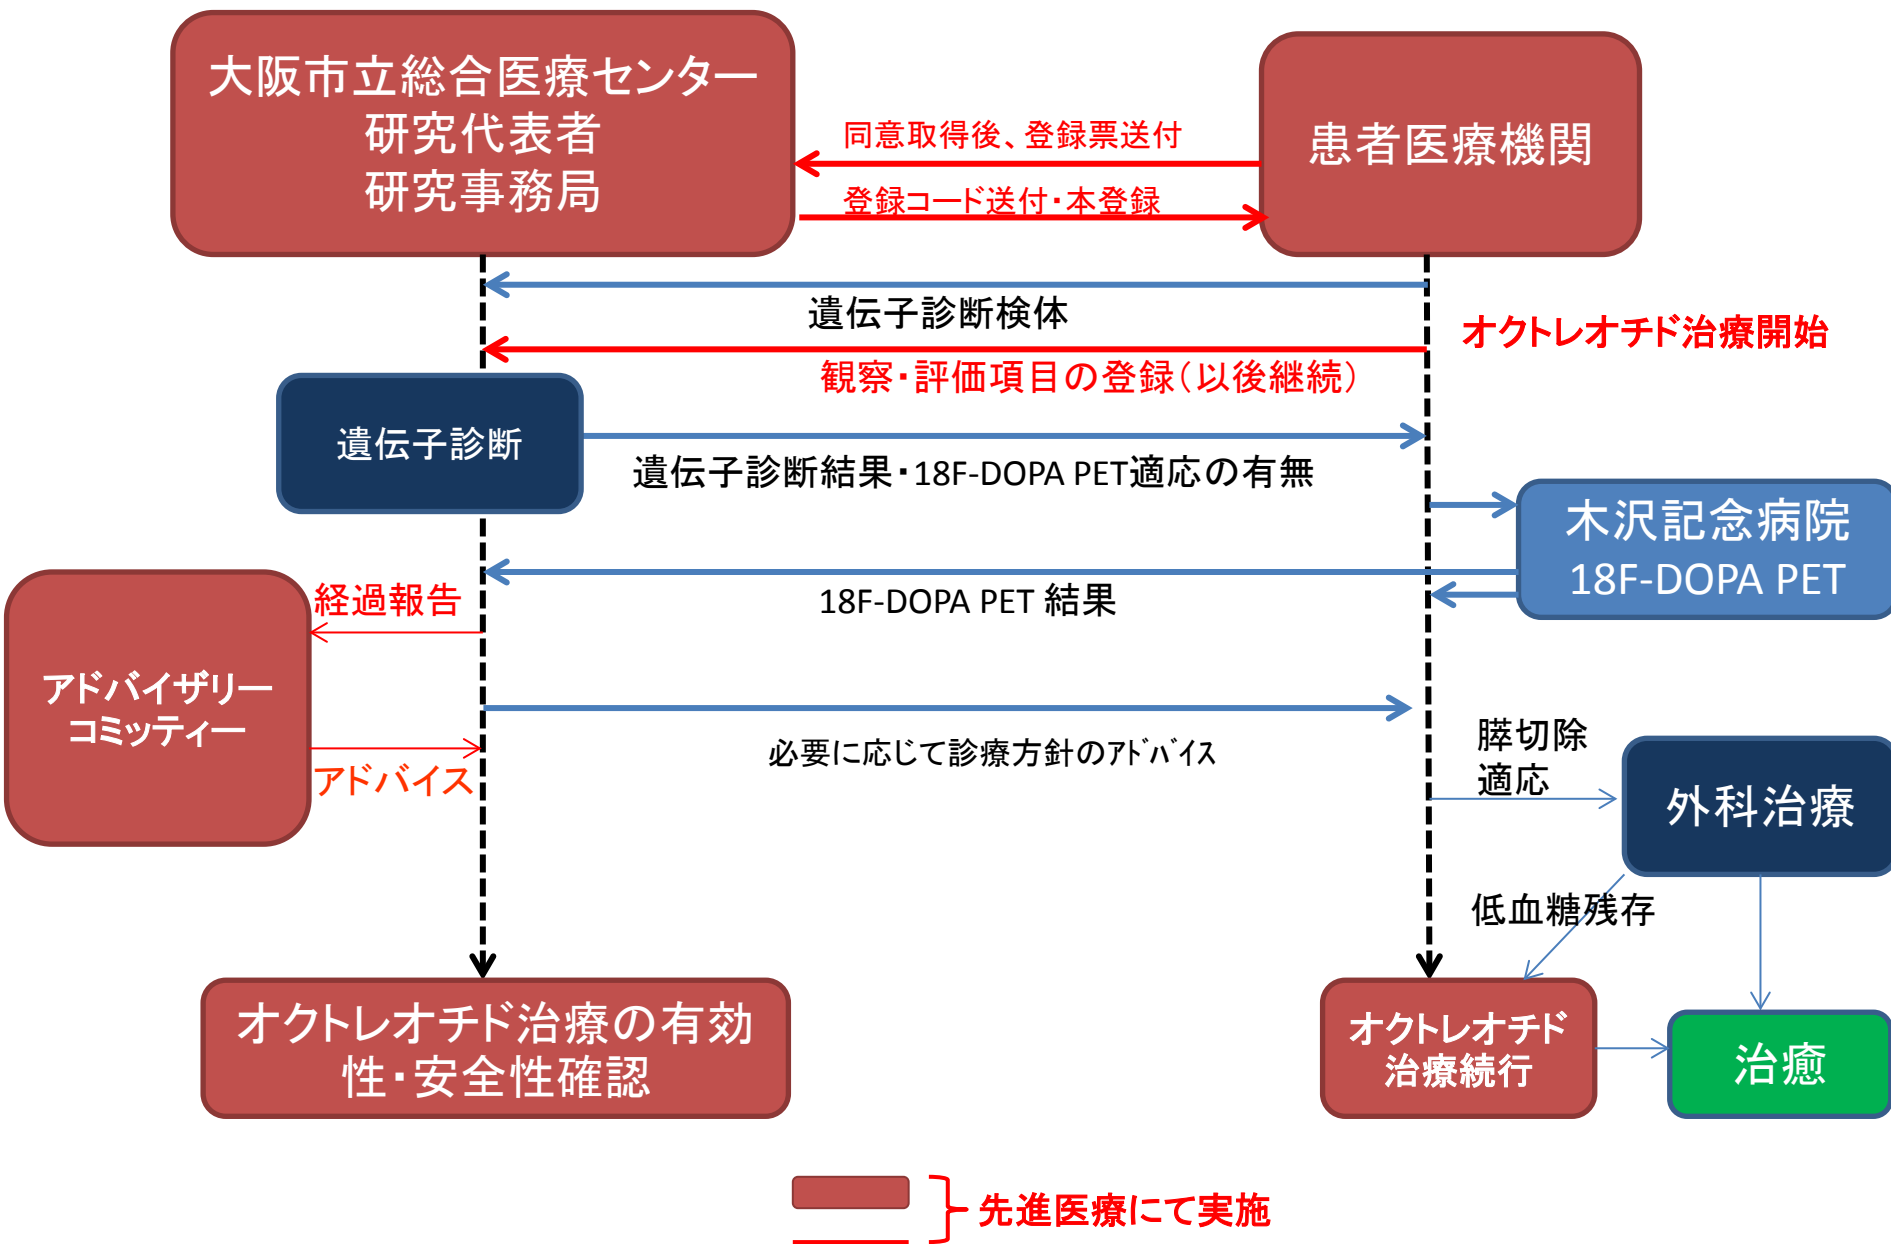 大阪市立総合医療センター
研究代表者
研究事務局
患者医療機関
同意取得後、登録票送付
登録コード送付・本登録
遺伝子診断検体
オクトレオチド治療開始
観察・評価項目の登録(以後継続)
遺伝子診断
遺伝子診断結果・18F-DOPA PET適応の有無
木沢記念病院
18F-DOPA PET
18F-DOPA PET 結果
経過報告
アドバイザリー
コミッティー
アドバイス
必要に応じて診療方針のアドバイス
膵切除
適応
外科治療
低血糖残存
オクトレオチド治療の有効
性・安全性確認
オクトレオチド
治療続行
治癒
先進医療にて実施